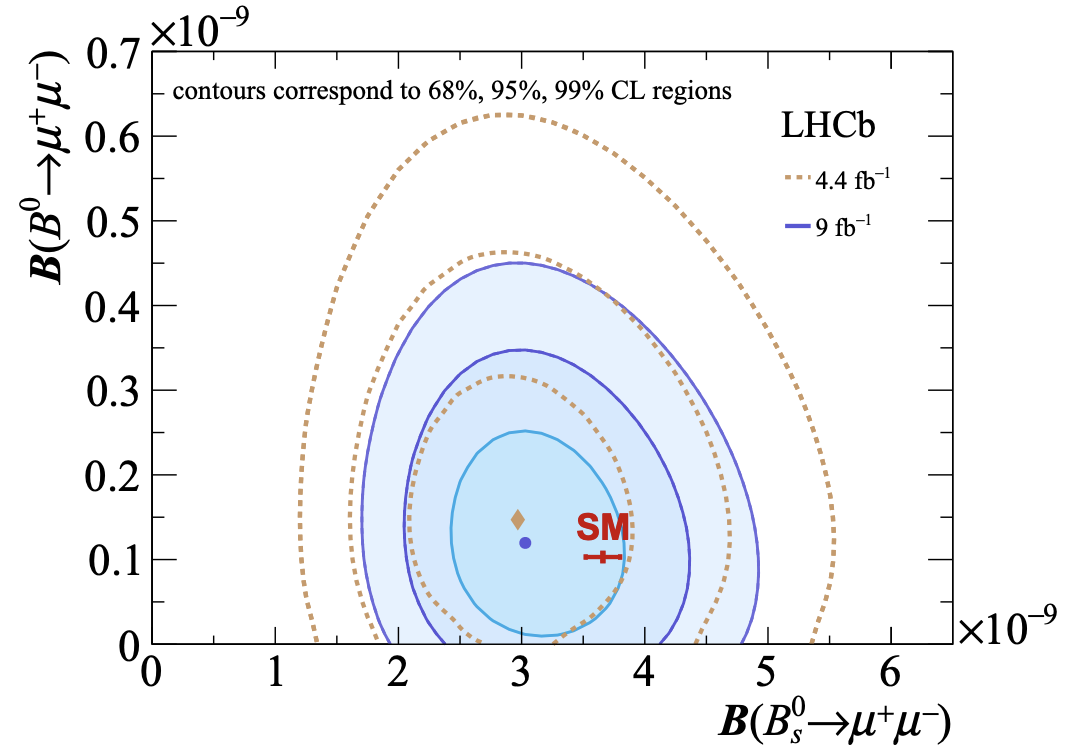 ×10⁻⁹
B(B⁰→μ⁺μ⁻)
0.7
0.6
0.5
0.4
0.3
0.2
0.1
0
contours correspond to 68%, 95%, 99% CL regions
LHCb
4.4 fb⁻¹
9 fb⁻¹
SM
0 1 2 3 4 5 6
×10⁻⁹
B(Bₛ⁰→μ⁺μ⁻)